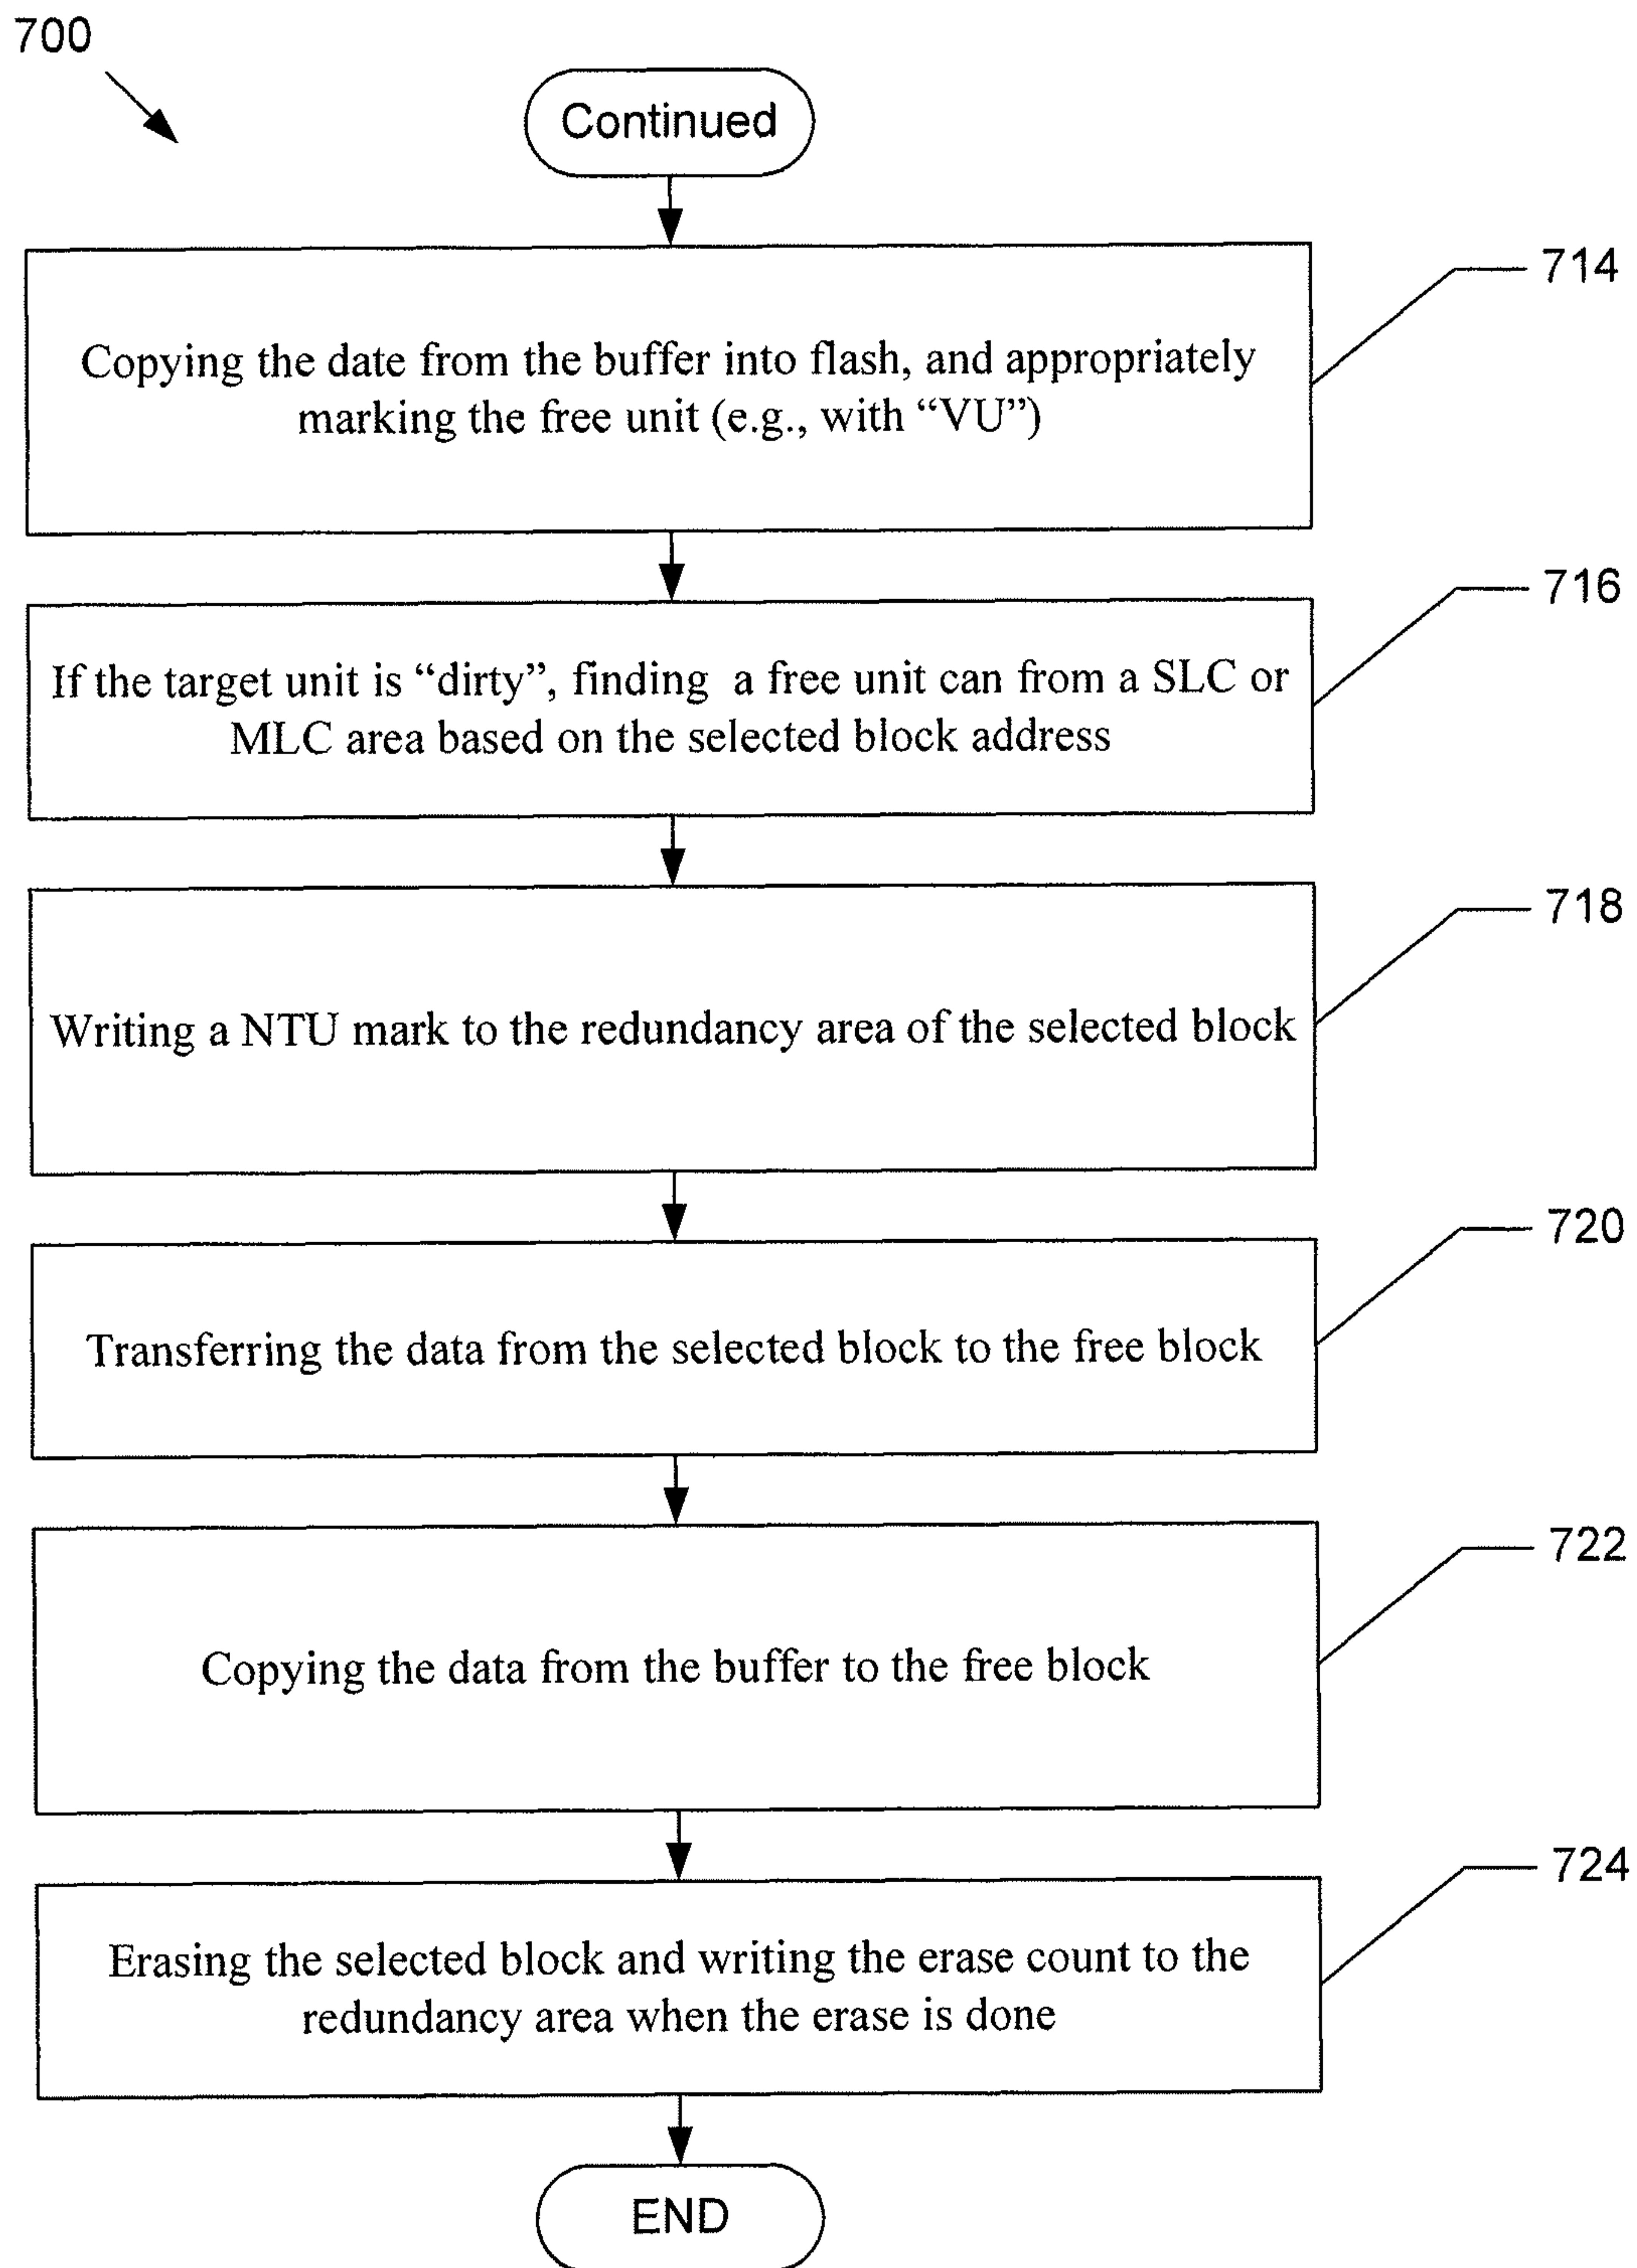 700
Continued
714
Copying the date from the buffer into flash, and appropriately
marking the free unit (e.g., with “VU”)
716
If the target unit is “dirty”, finding a free unit can from a SLC or
MLC area based on the selected block address
718
Writing a NTU mark to the redundancy area of the selected block
720
Transferring the data from the selected block to the free block
722
Copying the data from the buffer to the free block
724
Erasing the selected block and writing the erase count to the
redundancy area when the erase is done
END